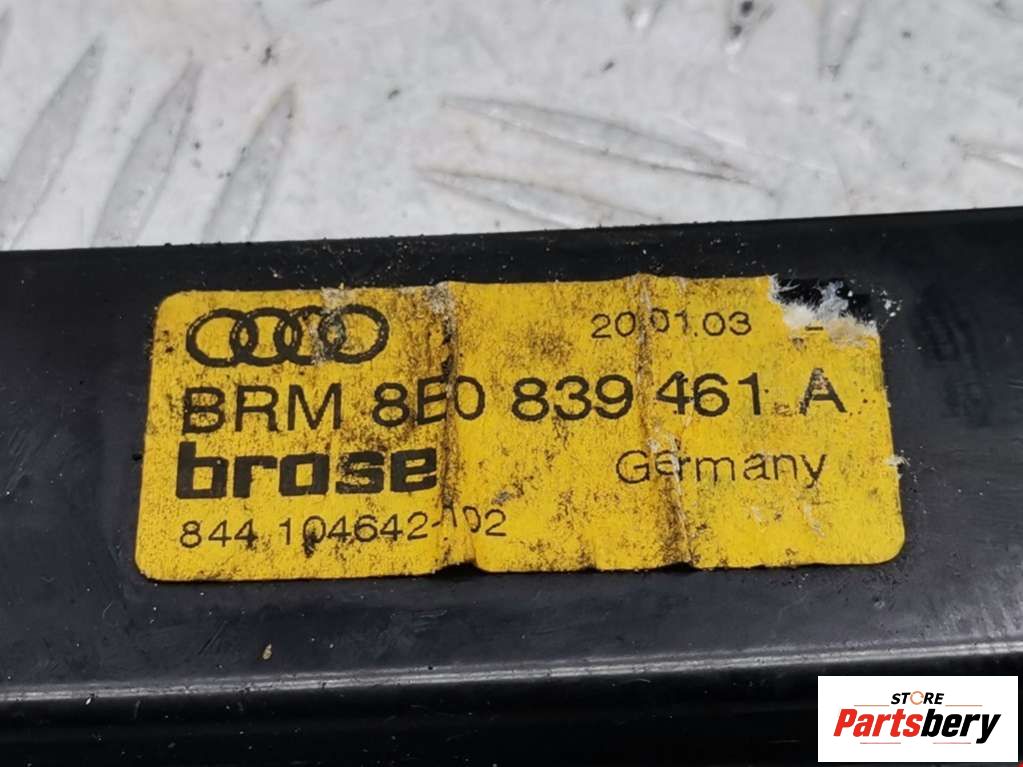 20.01.03
BRM 8E0 839 461 A
brose
Germany
844 104642-102
STORE
Partsbery